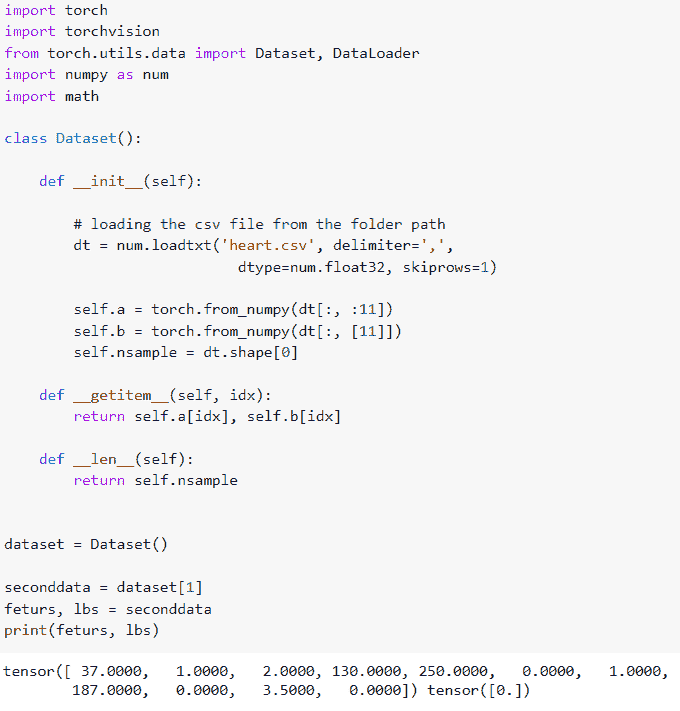 import torch
import torchvision
from torch.utils.data import Dataset, DataLoader
import numpy as num
import math

class Dataset():

    def __init__(self):

        # loading the csv file from the folder path
        dt = num.loadtxt('heart.csv', delimiter=',',
                           dtype=num.float32, skiprows=1)

        self.a = torch.from_numpy(dt[:, :11])
        self.b = torch.from_numpy(dt[:, [11]])
        self.nsample = dt.shape[0]

    def __getitem__(self, idx):
        return self.a[idx], self.b[idx]

    def __len__(self):
        return self.nsample


dataset = Dataset()

seconddata = dataset[1]
feturs, lbs = seconddata
print(feturs, lbs)

tensor([ 37.0000,   1.0000,   2.0000, 130.0000, 250.0000,   0.0000,   1.0000,
        187.0000,   0.0000,   3.5000,   0.0000]) tensor([0.])